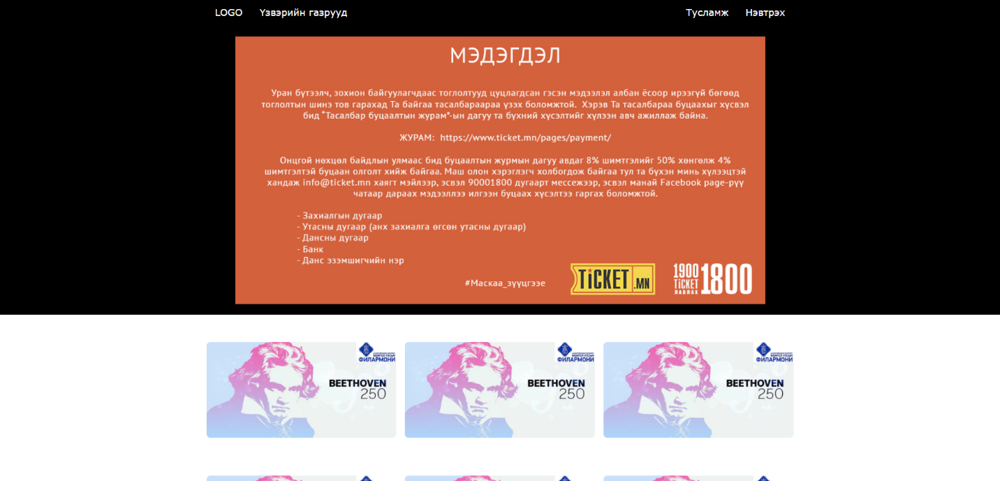 LOGO Үзвэрийн газрууд Тусламж Нэвтрэх
МЭДЭГДЭЛ
Уран бүтээлч, зохион байгуулагчдаас тоглолтууд цуцлагдсан гэсэн мэдээлэл албан ёсоор ирээгүй бөгөөд
тоглолтын шинэ тов гарахад Та байгаа тасалбараараа үзэх боломжтой. Хэрэв Та тасалбараа буцаахыг хүсвэл
бид “Тасалбар буцаалтын журам”-ын дагуу та бүхний хүсэлтийг хүлээн авч ажиллаж байна.
ЖУРАМ: https://www.ticket.mn/pages/payment/
Онцгой нөхцөл байдлын улмаас бид буцаалтын журмын дагуу авдаг 8% шимтгэлийг 50% хөнгөлж 4%
шимтгэлтэй буцаан олголт хийж байгаа. Маш олон хэрэглэгч холбогдож байгаа тул та бүхэн минь хүлээцтэй
хандаж info@ticket.mn хаягт мэйлээр, эсвэл 90001800 дугаарт мессежээр, эсвэл манай Facebook page-рүү
чатаар дараах мэдээллээ илгээн буцаах хүсэлтээ гаргах боломжтой.
- Захиалгын дугаар
- Утасны дугаар (анх захиалга өгсөн утасны дугаар)
- Дансны дугаар
- Банк
- Данс эзэмшигчийн нэр
#Маскаа_зүүцгээе
TiCKET.MN
1900 1800
TiCKET
ЛАВЛАХ
МОНГОЛ УЛСЫН
ФИЛАРМОНИ
BEETHOVEN
250
МОНГОЛ УЛСЫН
ФИЛАРМОНИ
BEETHOVEN
250
МОНГОЛ УЛСЫН
ФИЛАРМОНИ
BEETHOVEN
250